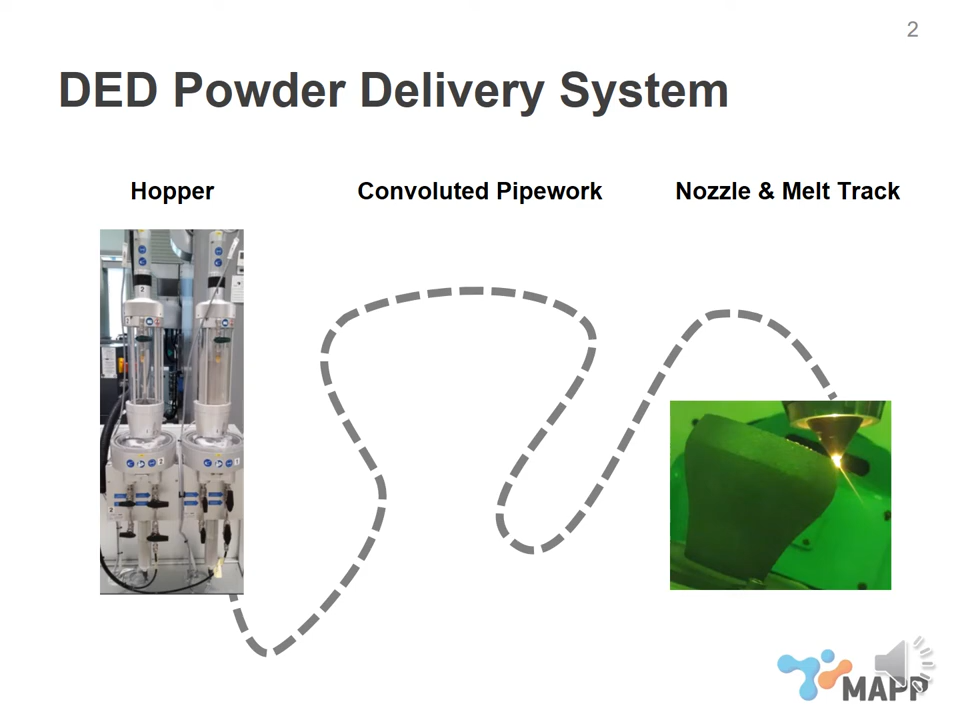 2
DED Powder Delivery System
Hopper
Convoluted Pipework
Nozzle & Melt Track
MAPP